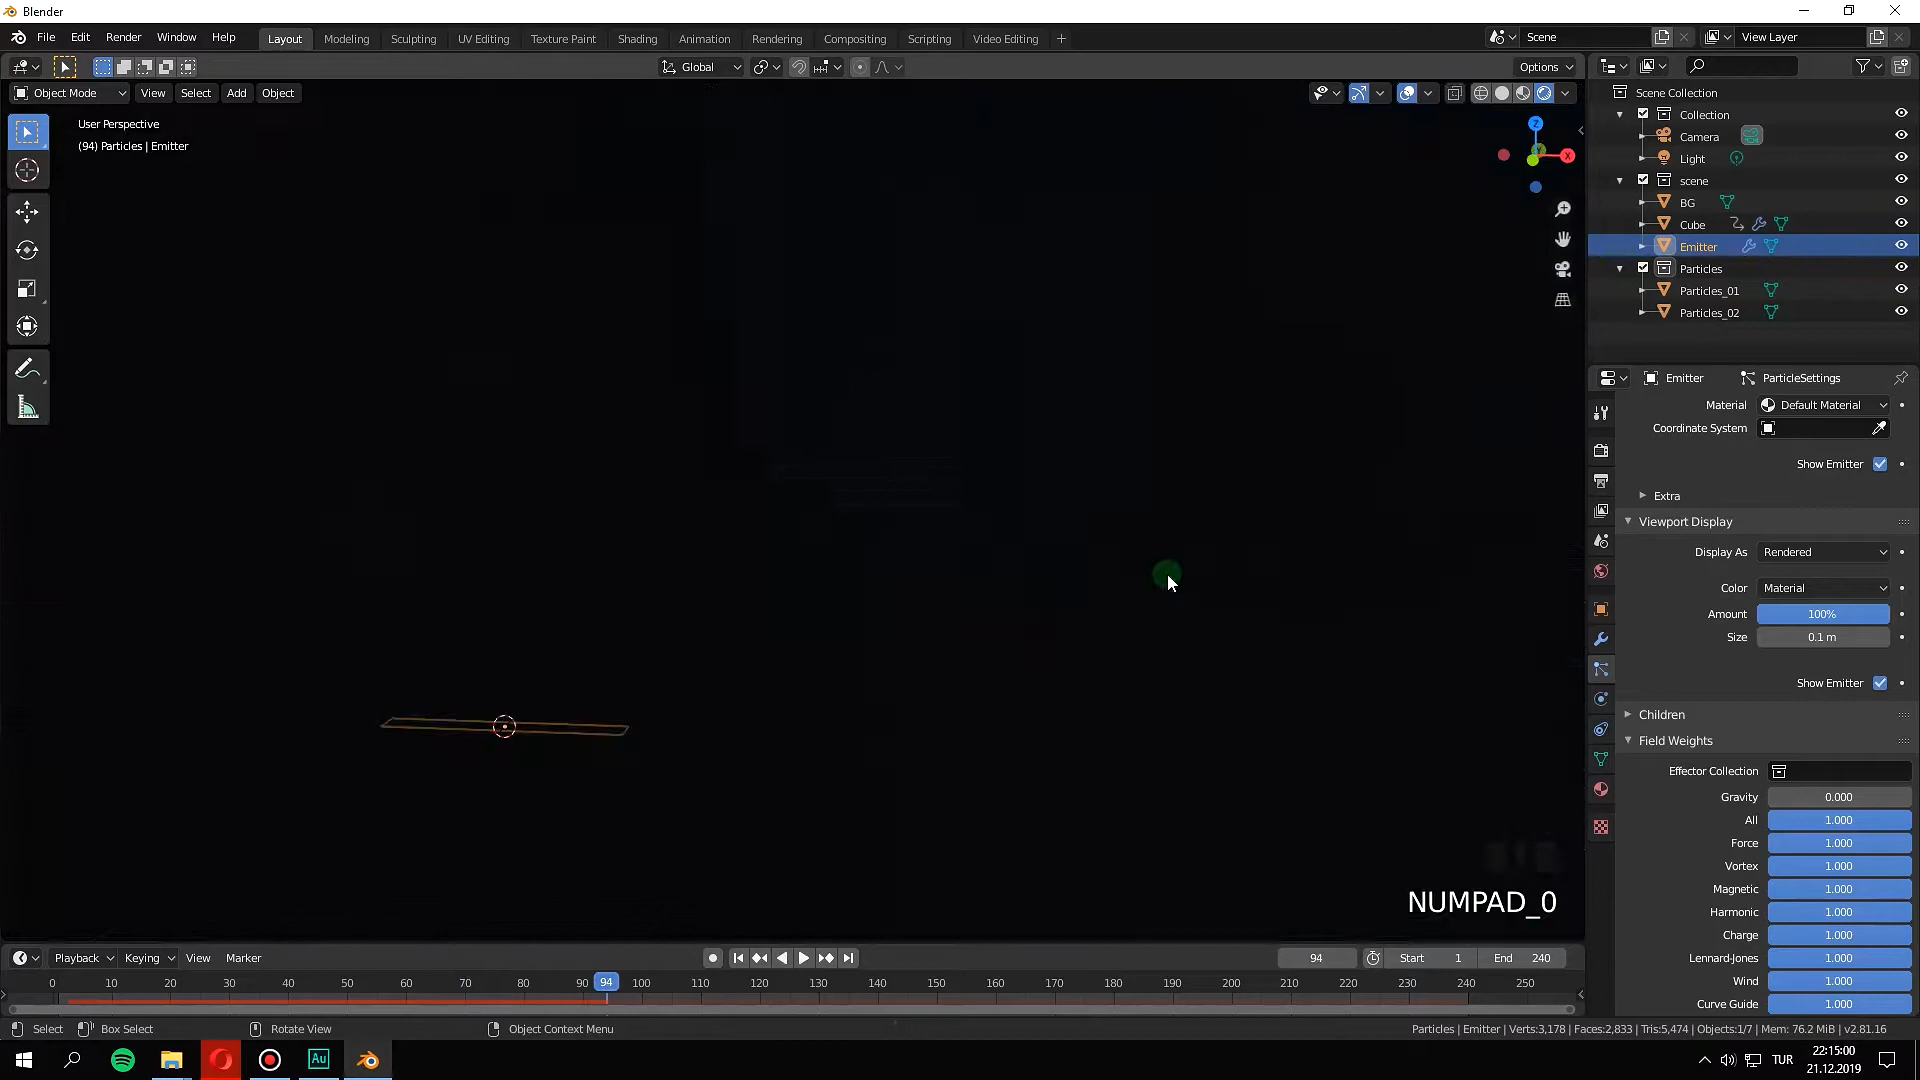 Blender
File Edit Render Window Help Layout Modeling Sculpting UV Editing Texture Paint Shading Animation Rendering Compositing Scripting Video Editing + Scene View Layer
Global Options
Object Mode View Select Add Object
User Perspective
(94) Particles | Emitter
Z
X
Scene Collection
Collection
Camera
Light
scene
BG
Cube
Emitter
Particles
Particles_01
Particles_02
Emitter ParticleSettings
Material Default Material
Coordinate System
Show Emitter
Extra
Viewport Display
Display As Rendered
Color Material
Amount 100%
Size 0.1 m
Show Emitter
Children
Field Weights
Effector Collection
Gravity 0.000
All 1.000
Force 1.000
Vortex 1.000
Magnetic 1.000
Harmonic 1.000
Charge 1.000
Lennard-Jones 1.000
Wind 1.000
Curve Guide 1.000
NUMPAD_0
Playback Keying View Marker 94 Start 1 End 240
0 10 20 30 40 50 60 70 80 90 94 100 110 120 130 140 150 160 170 180 190 200 210 220 230 240 250
Select Box Select Rotate View Object Context Menu Particles | Emitter | Verts:3,178 | Faces:2,833 | Tris:5,474 | Objects:1/7 | Mem: 76.2 MiB | v2.81.16
Au TUR 22:15:00
21.12.2019